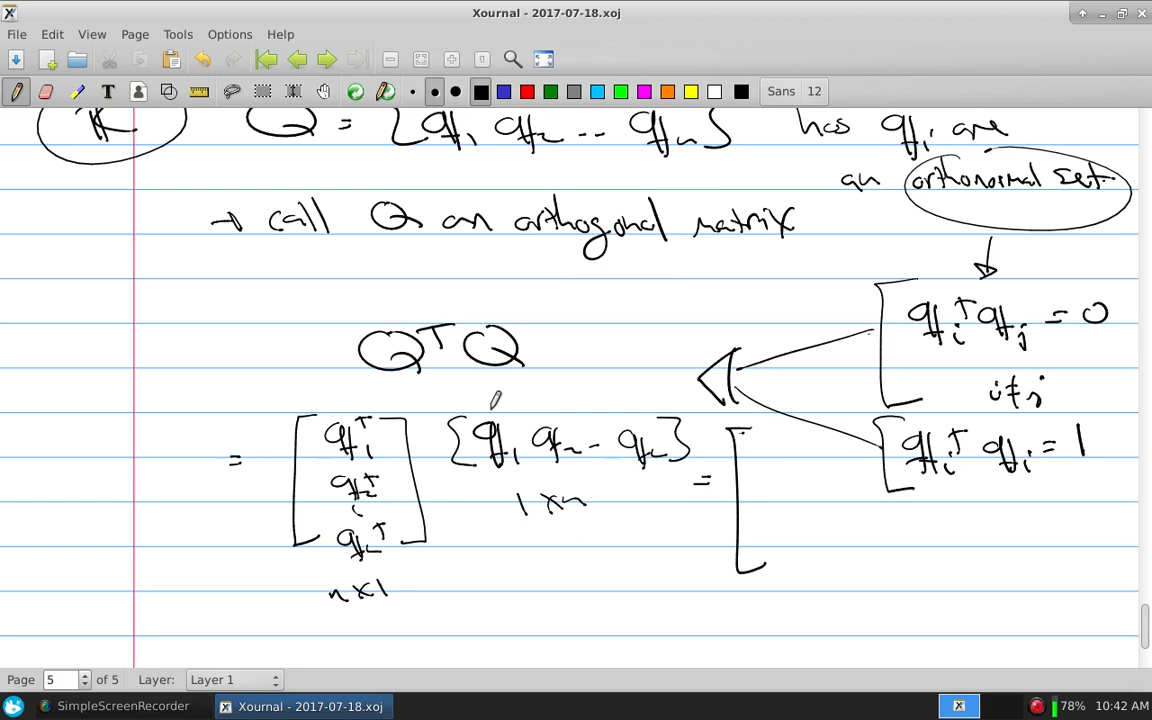 Xournal - 2017-07-18.xoj
File Edit View Page Tools Options Help
Sans 12
Q = [q₁ q₂ -- qₙ] has qᵢ are
an orthonormal set
→ call Q an orthogonal matrix
QᵀQ
qᵢᵀqⱼ = 0
i≠j
qᵢᵀ qᵢ = 1
= [q₁ᵀ q₂ᵀ : qₙᵀ] [q₁ q₂ - qₙ] = [
1 x n
n x 1
Page 5 of 5 Layer: Layer 1
SimpleScreenRecorder Xournal - 2017-07-18.xoj 78% 10:42 AM